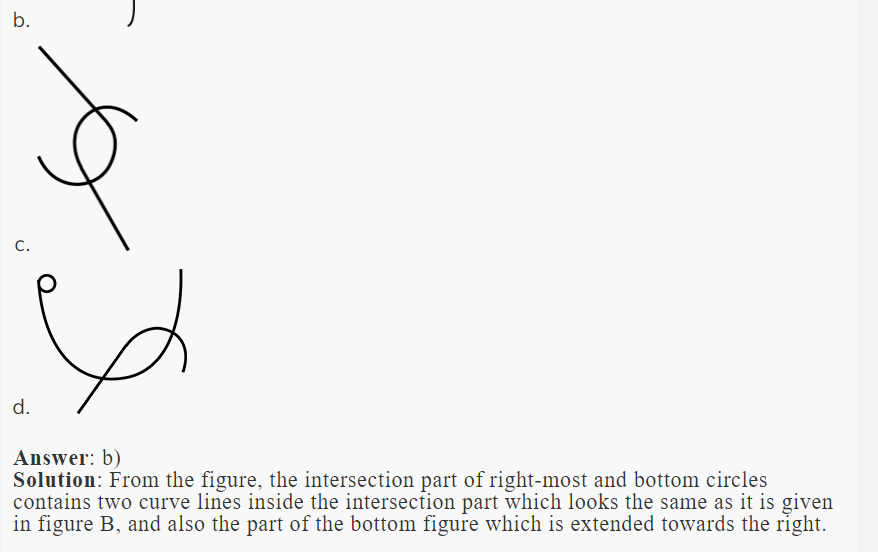 b.
c.
d.
Answer: b)
Solution: From the figure, the intersection part of right-most and bottom circles
contains two curve lines inside the intersection part which looks the same as it is given
in figure B, and also the part of the bottom figure which is extended towards the right.